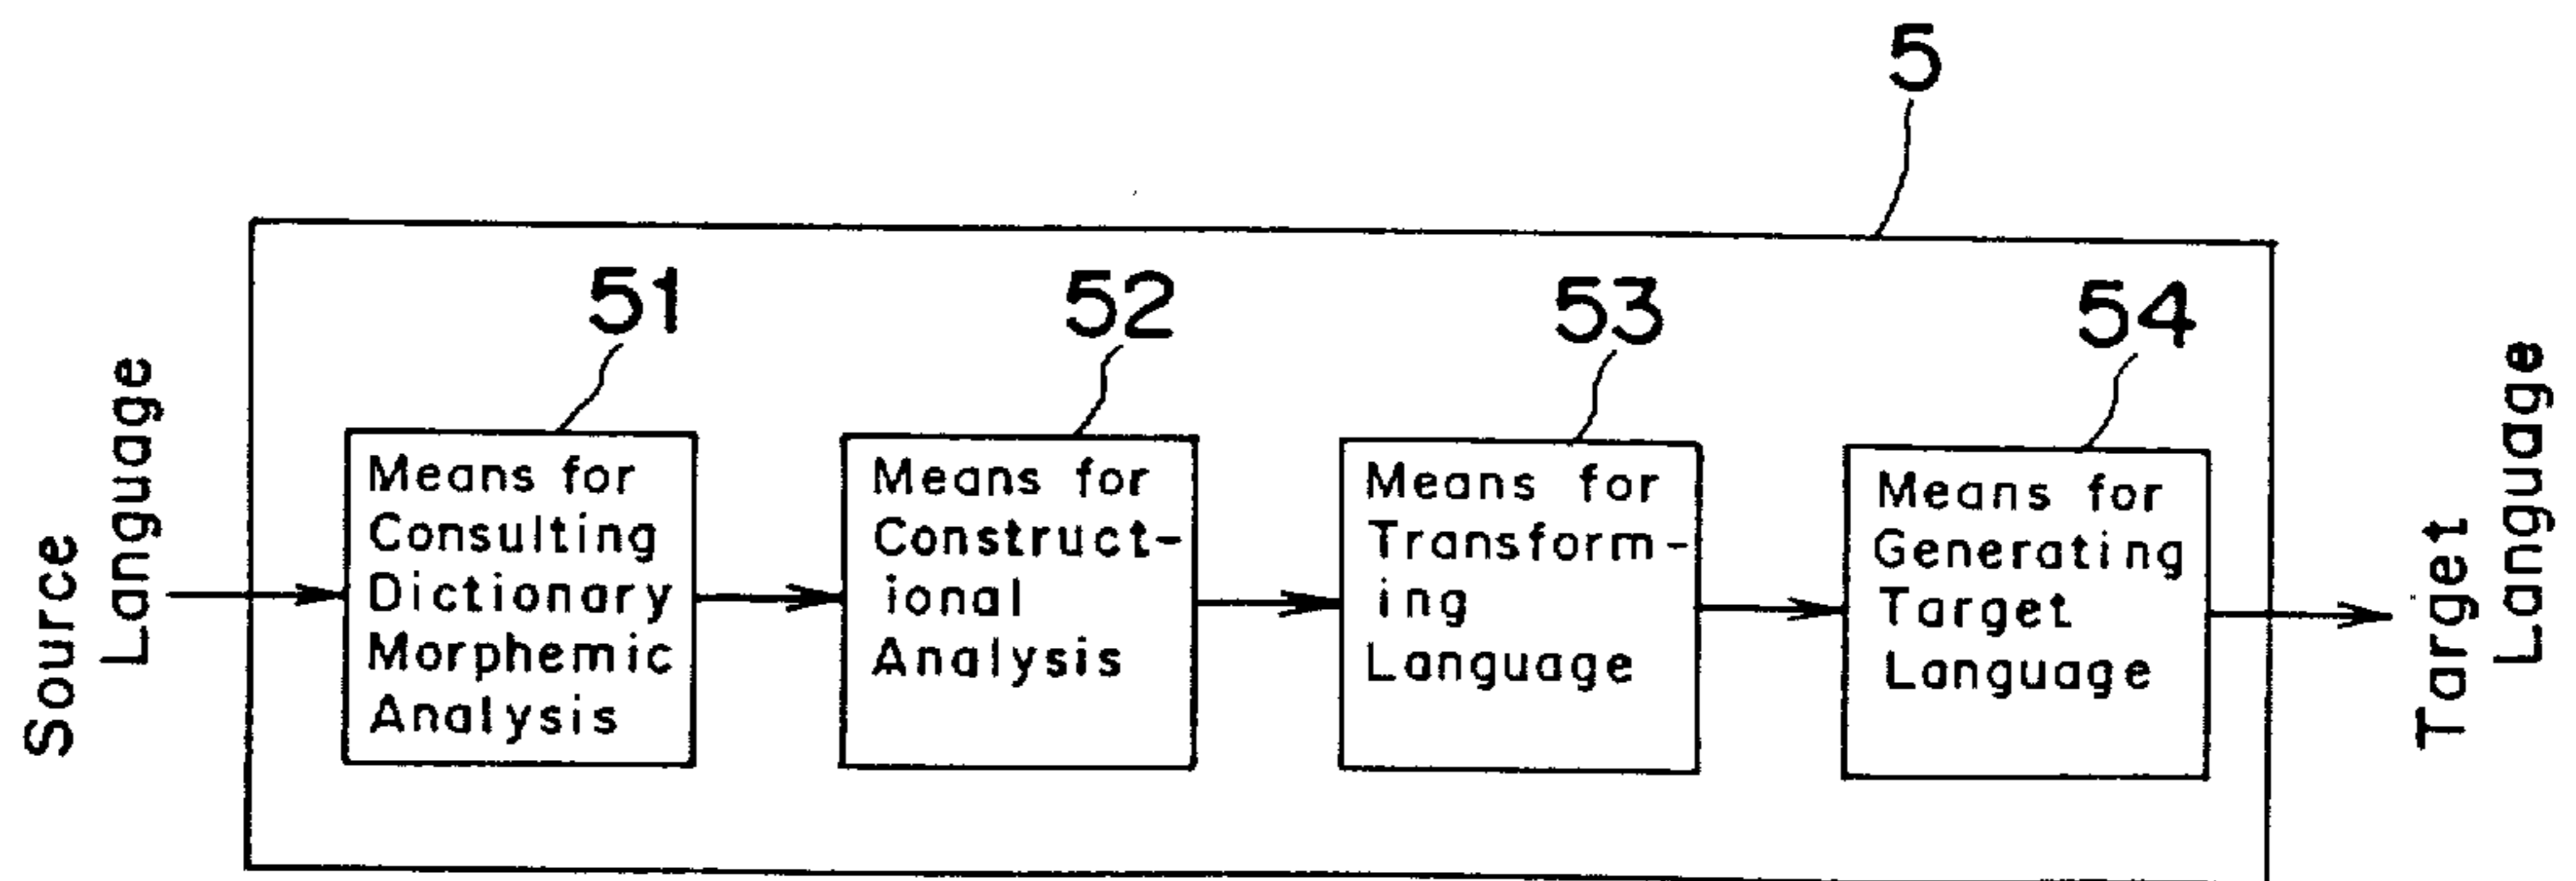 5
51
52
53
54
Source
Language
Means for
Consulting
Dictionary
Morphemic
Analysis
Means for
Construct-
ional
Analysis
Means for
Transform-
ing
Language
Means for
Generating
Target
Language
Target
Language